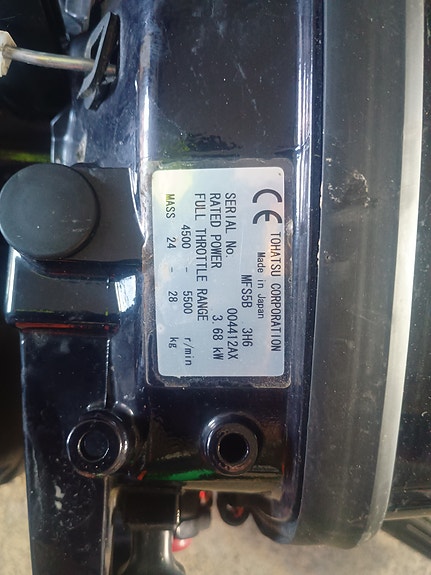 CE TOHATSU CORPORATION
Made in Japan
MFS5B 3H6
SERIAL No. 004412AX
RATED POWER 3.68 kW
FULL THROTTLE RANGE
4500 - 5500 r/min
MASS 24 - 28 kg